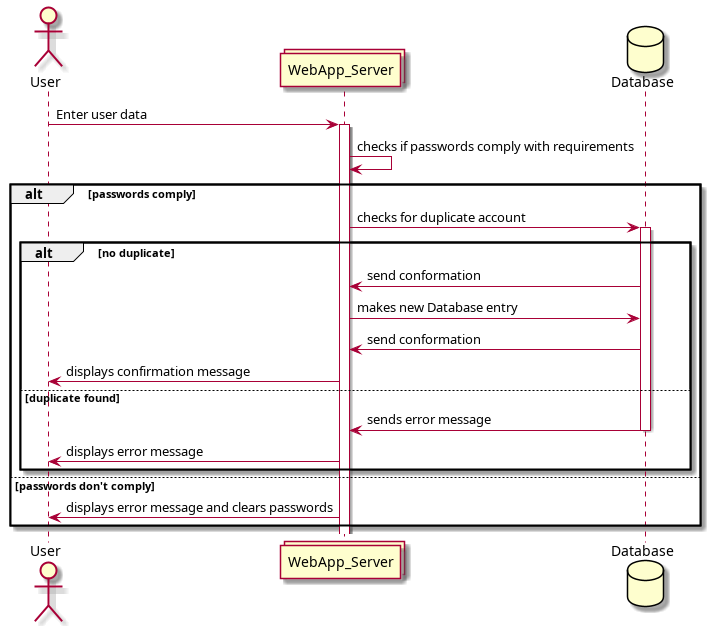 User
WebApp_Server
Database
Enter user data
checks if passwords comply with requirements
alt [passwords comply]
checks for duplicate account
alt [no duplicate]
send conformation
makes new Database entry
send conformation
displays confirmation message
[duplicate found]
sends error message
displays error message
[passwords don't comply]
displays error message and clears passwords
User
WebApp_Server
Database